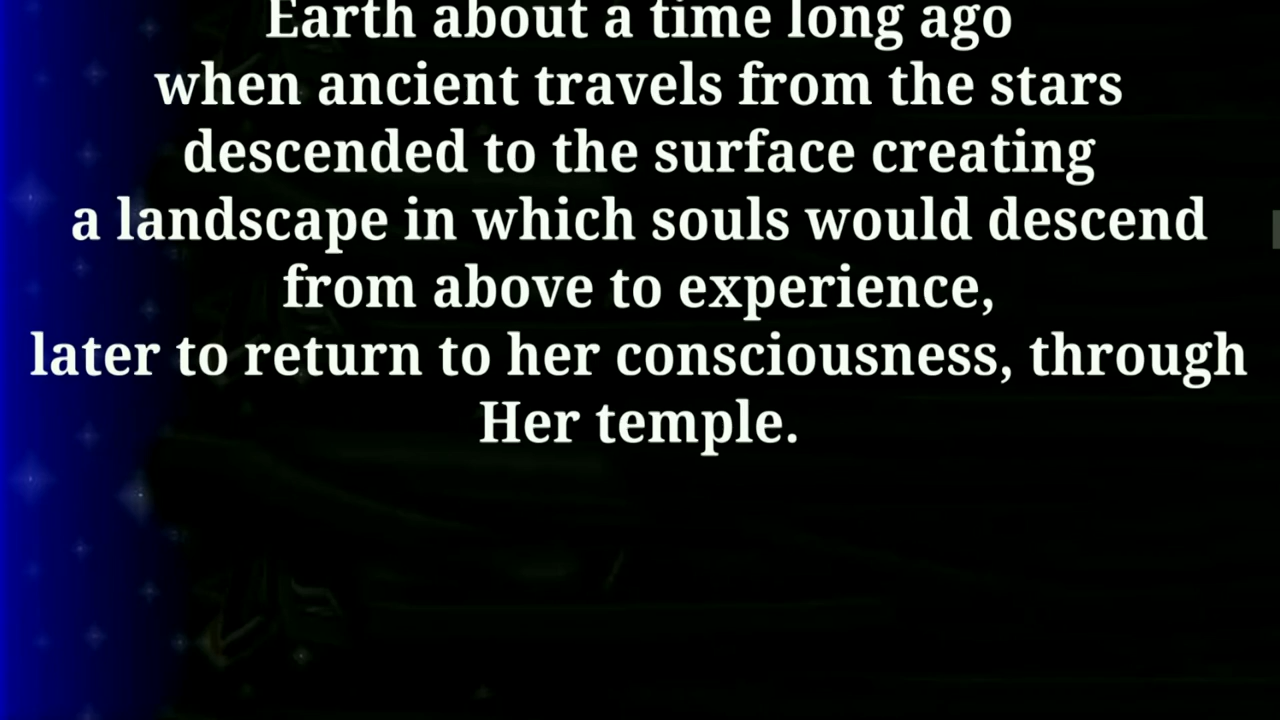 Earth about a time long ago
when ancient travels from the stars
descended to the surface creating
a landscape in which souls would descend
from above to experience,
later to return to her consciousness, through
Her temple.